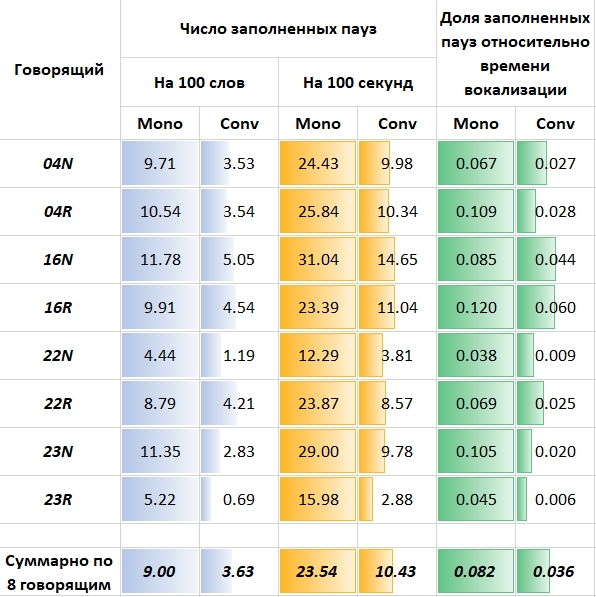 Говорящий
Число заполненных пауз
Доля заполненных
пауз относительно
времени
вокализации
На 100 слов
На 100 секунд
Mono Conv Mono Conv Mono Conv
04N 9.71 3.53 24.43 9.98 0.067 0.027
04R 10.54 3.54 25.84 10.34 0.109 0.028
16N 11.78 5.05 31.04 14.65 0.085 0.044
16R 9.91 4.54 23.39 11.04 0.120 0.060
22N 4.44 1.19 12.29 3.81 0.038 0.009
22R 8.79 4.21 23.87 8.57 0.069 0.025
23N 11.35 2.83 29.00 9.78 0.105 0.020
23R 5.22 0.69 15.98 2.88 0.045 0.006
Суммарно по
8 говорящим
9.00 3.63 23.54 10.43 0.082 0.036